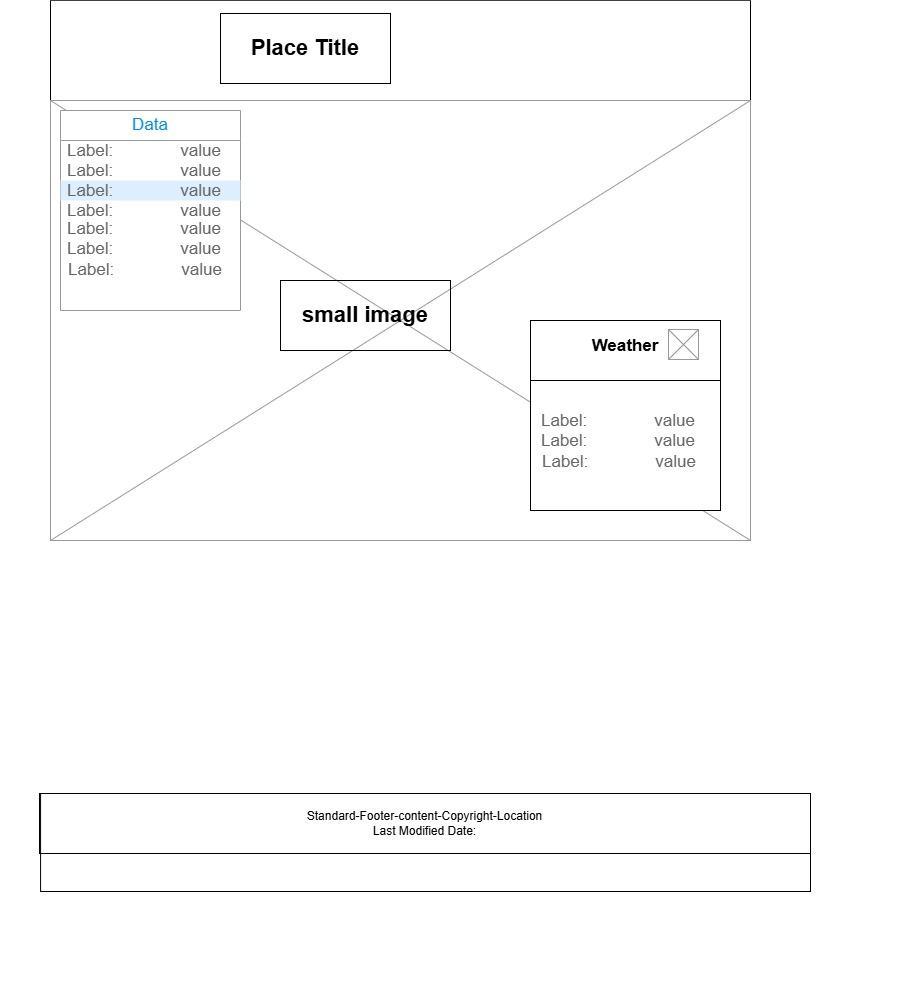 Place Title
Data
Label: value
Label: value
Label: value
Label: value
Label: value
Label: value
Label: value
small image
Weather
Label: value
Label: value
Label: value
Standard-Footer-content-Copyright-Location
Last Modified Date: